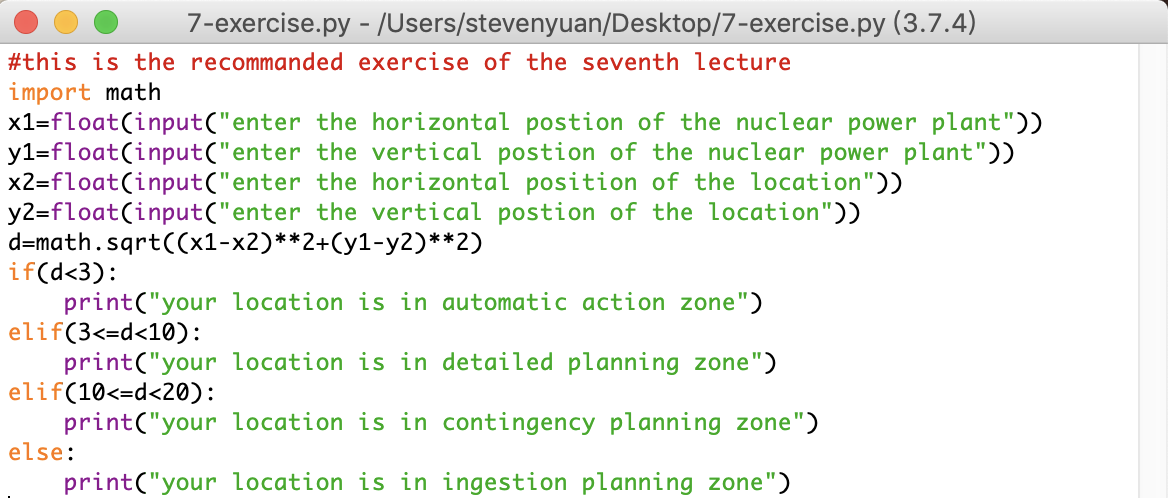 7-exercise.py - /Users/stevenyuan/Desktop/7-exercise.py (3.7.4)
#this is the recommanded exercise of the seventh lecture
import math
x1=float(input("enter the horizontal postion of the nuclear power plant"))
y1=float(input("enter the vertical postion of the nuclear power plant"))
x2=float(input("enter the horizontal position of the location"))
y2=float(input("enter the vertical postion of the location"))
d=math.sqrt((x1-x2)**2+(y1-y2)**2)
if(d<3):
    print("your location is in automatic action zone")
elif(3<=d<10):
    print("your location is in detailed planning zone")
elif(10<=d<20):
    print("your location is in contingency planning zone")
else:
    print("your location is in ingestion planning zone")